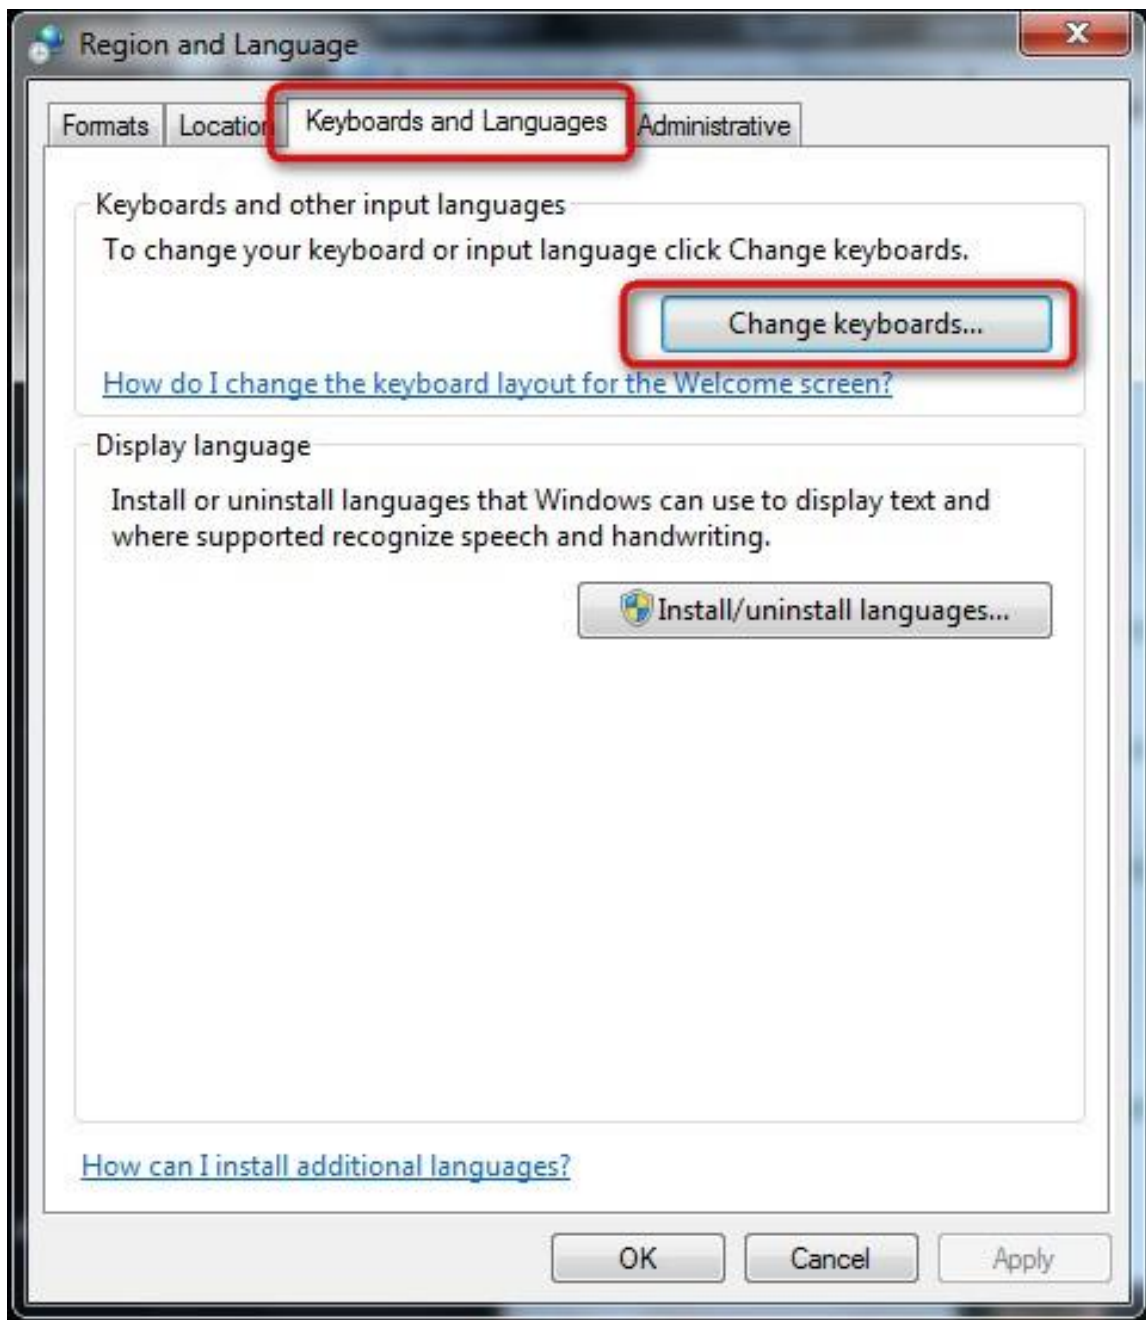 Region and Language
Formats Location Keyboards and Languages Administrative
Keyboards and other input languages
To change your keyboard or input language click Change keyboards.
Change keyboards...
How do I change the keyboard layout for the Welcome screen?
Display language
Install or uninstall languages that Windows can use to display text and
where supported recognize speech and handwriting.
Install/uninstall languages...
How can I install additional languages?
OK Cancel Apply